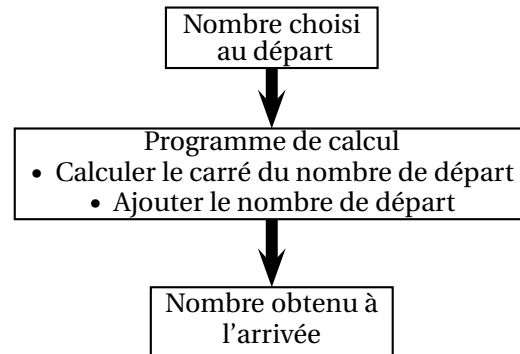 Nombre choisi
au départ
Programme de calcul
• Calculer le carré du nombre de départ
• Ajouter le nombre de départ
Nombre obtenu à
l'arrivée